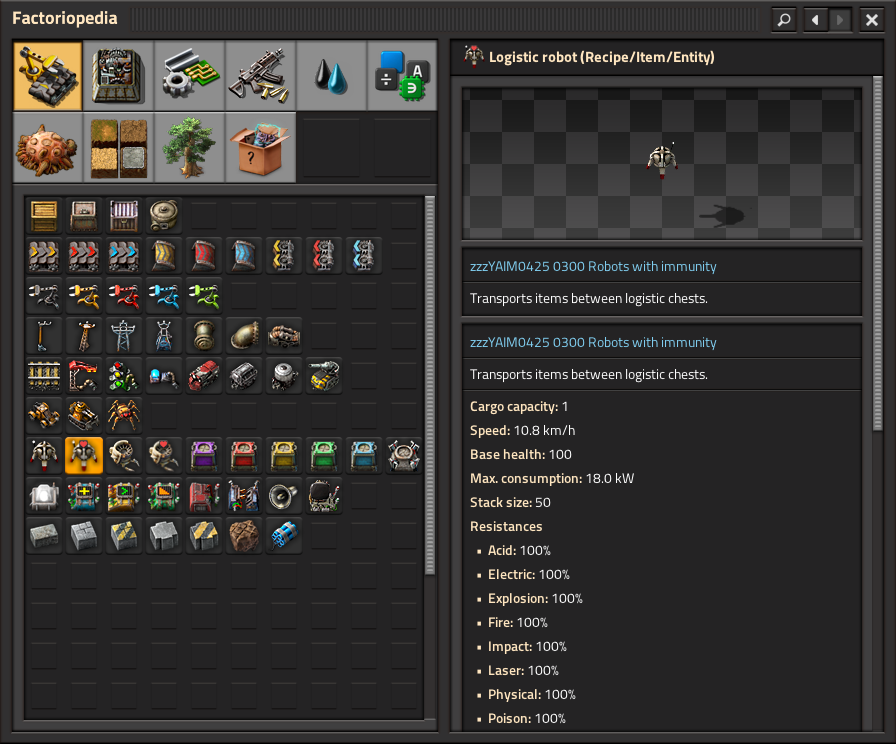 Factoriopedia
Logistic robot (Recipe/Item/Entity)
zzzYAIM0425 0300 Robots with immunity
Transports items between logistic chests.
zzzYAIM0425 0300 Robots with immunity
Transports items between logistic chests.
Cargo capacity: 1
Speed: 10.8 km/h
Base health: 100
Max. consumption: 18.0 kW
Stack size: 50
Resistances
▪ Acid: 100%
▪ Electric: 100%
▪ Explosion: 100%
▪ Fire: 100%
▪ Impact: 100%
▪ Laser: 100%
▪ Physical: 100%
▪ Poison: 100%